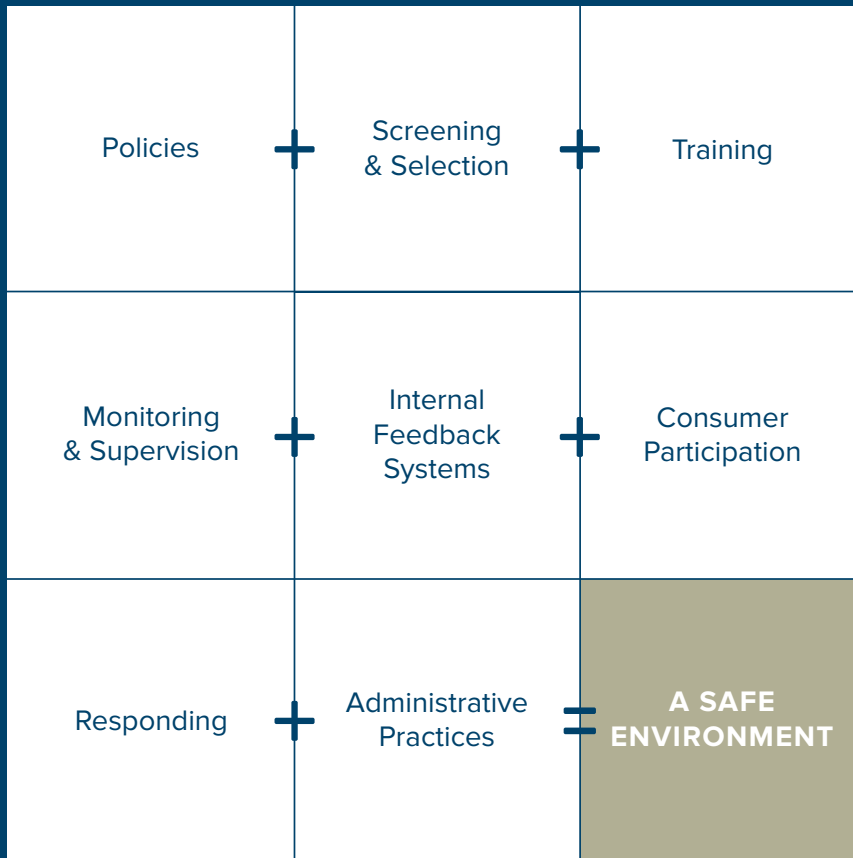 Policies
+
Screening
& Selection
+
Training
Monitoring
& Supervision
+
Internal
Feedback
Systems
+
Consumer
Participation
Responding
+
Administrative
Practices
=
A SAFE
ENVIRONMENT